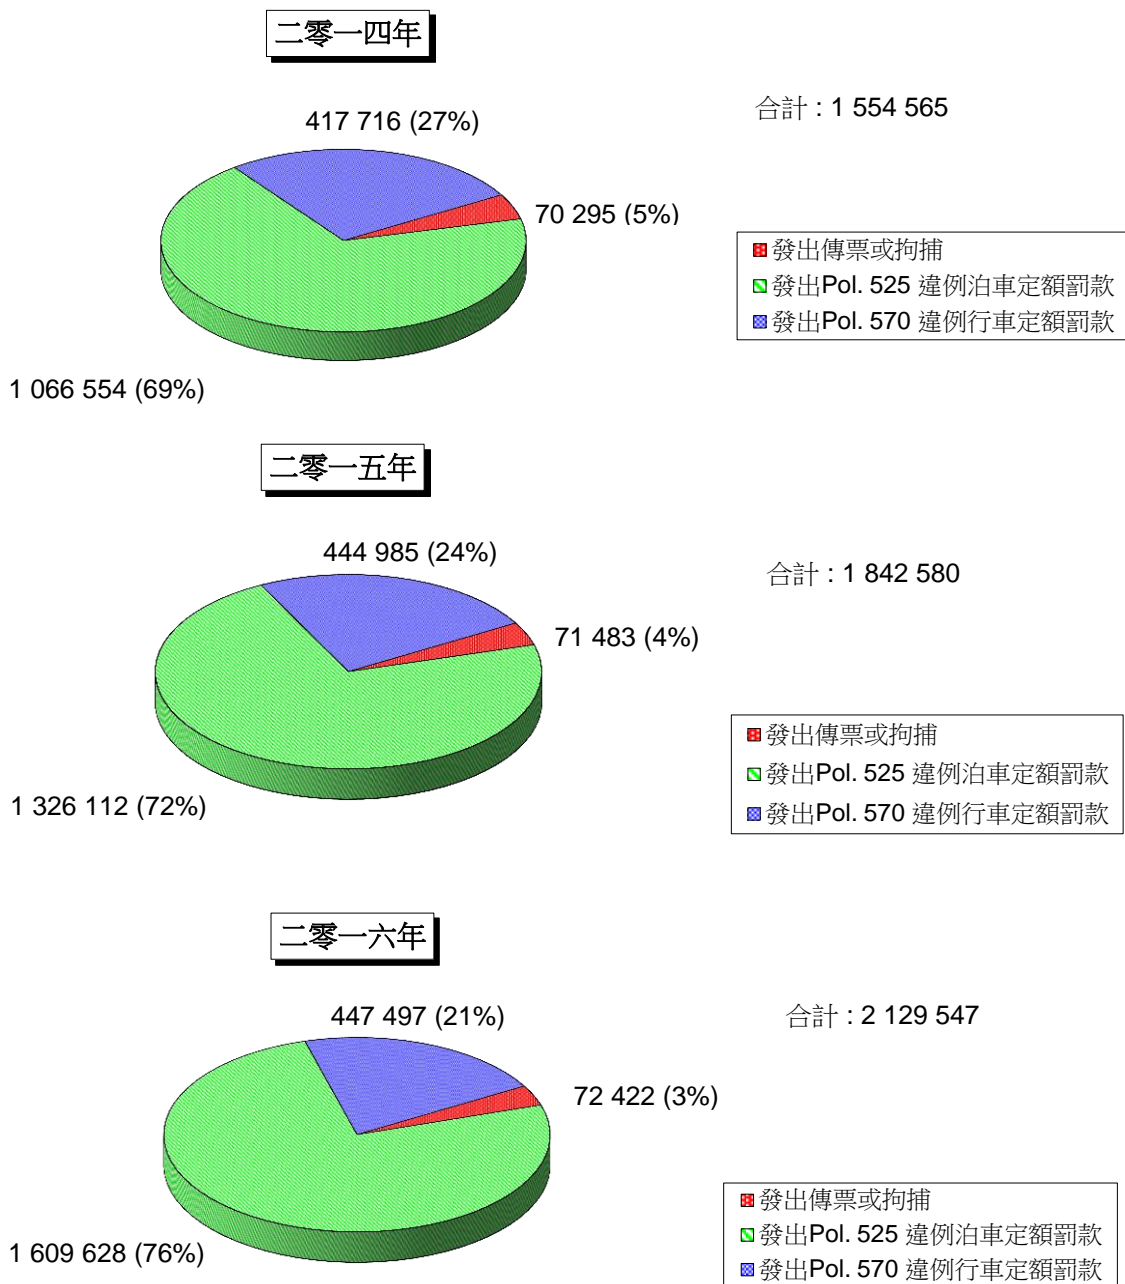 二零一四年
合計 : 1 554 565
417 716 (27%)
70 295 (5%)
發出傳票或拘捕
發出Pol. 525 違例泊車定額罰款
發出Pol. 570 違例行車定額罰款
1 066 554 (69%)
二零一五年
444 985 (24%)
合計 : 1 842 580
71 483 (4%)
發出傳票或拘捕
發出Pol. 525 違例泊車定額罰款
發出Pol. 570 違例行車定額罰款
1 326 112 (72%)
二零一六年
447 497 (21%)
合計 : 2 129 547
72 422 (3%)
發出傳票或拘捕
發出Pol. 525 違例泊車定額罰款
發出Pol. 570 違例行車定額罰款
1 609 628 (76%)